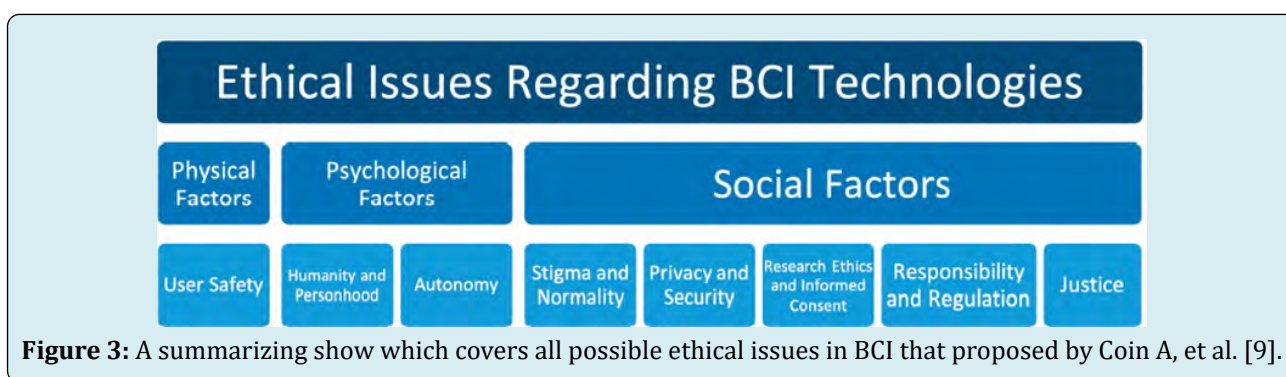 Ethical Issues Regarding BCI Technologies
Physical
Factors
Psychological
Factors
Social Factors
User Safety
Humanity and
Personhood
Autonomy
Stigma and
Normality
Privacy and
Security
Research Ethics
and Informed
Consent
Responsibility
and Regulation
Justice
Figure 3: A summarizing show which covers all possible ethical issues in BCI that proposed by Coin A, et al. [9].